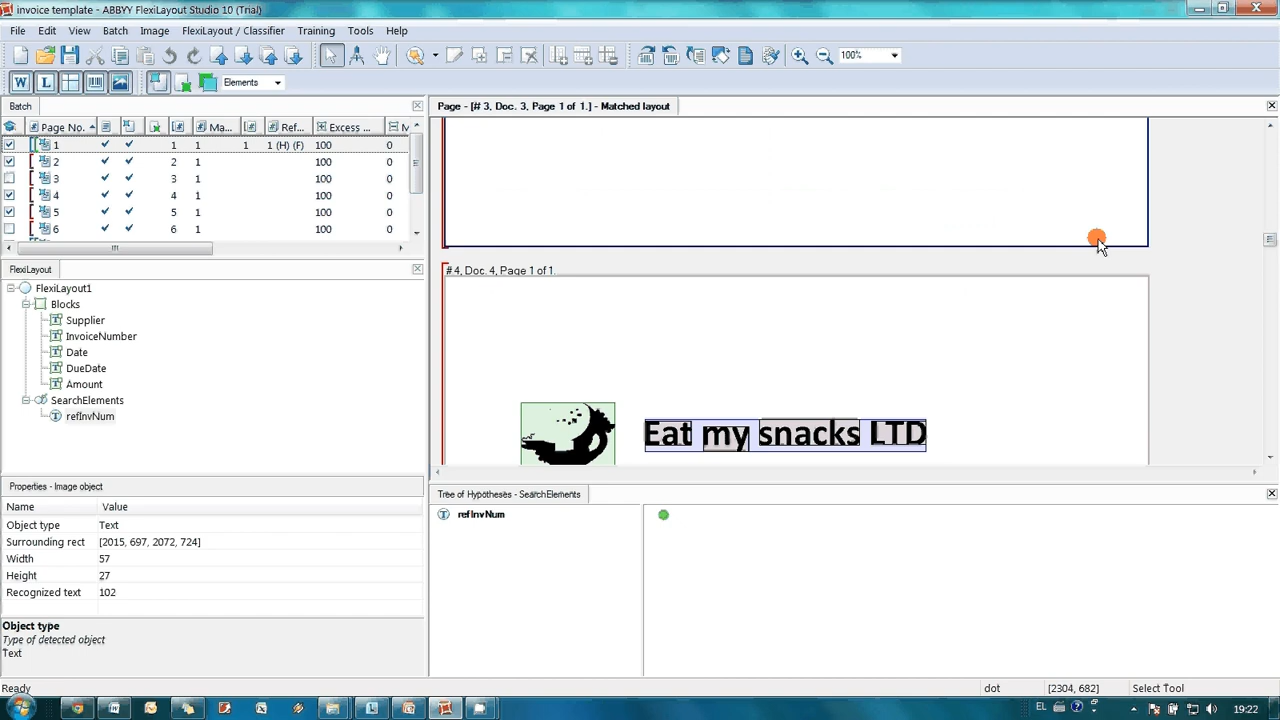 invoice template - ABBYY FlexiLayout Studio 10 (Trial)
File Edit View Batch Image FlexiLayout / Classifier Training Tools Help
100%
W L Elements
Batch
Page No. Ma... Ref... Excess ... M
1 1 1 1 1 (H) (F) 100 0
2 2 1 100 0
3 3 1 100 0
4 4 1 100 0
5 5 1 100 0
6 6 1 100 0
FlexiLayout
FlexiLayout1
Blocks
Supplier
InvoiceNumber
Date
DueDate
Amount
SearchElements
refInvNum
Properties - Image object
Name Value
Object type Text
Surrounding rect [2015, 697, 2072, 724]
Width 57
Height 27
Recognized text 102
Object type
Type of detected object
Text
Page - [# 3, Doc. 3, Page 1 of 1.] - Matched layout
# 4, Doc. 4, Page 1 of 1.
Eat my snacks LTD
Tree of Hypotheses - SearchElements
refInvNum
Ready dot [2304, 682] Select Tool
EL 19:22